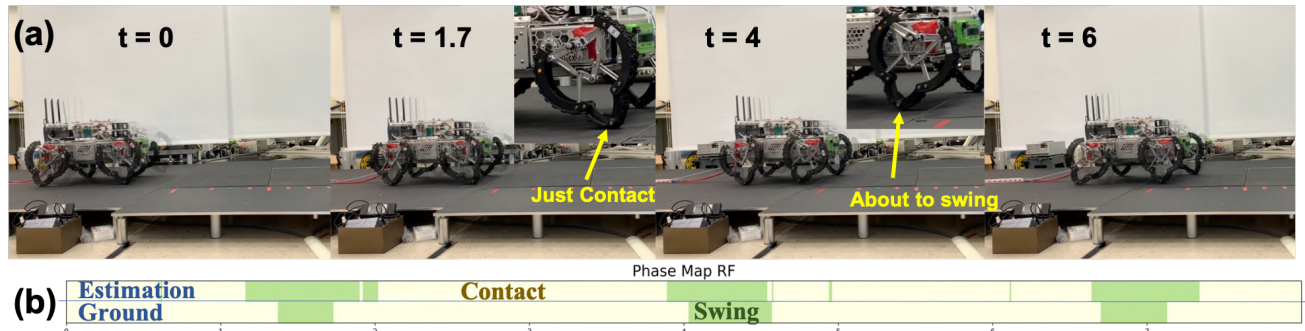 (a)
t = 0
t = 1.7
t = 4
t = 6
Just Contact
About to swing
Phase Map RF
(b)
Estimation
Contact
Ground
Swing